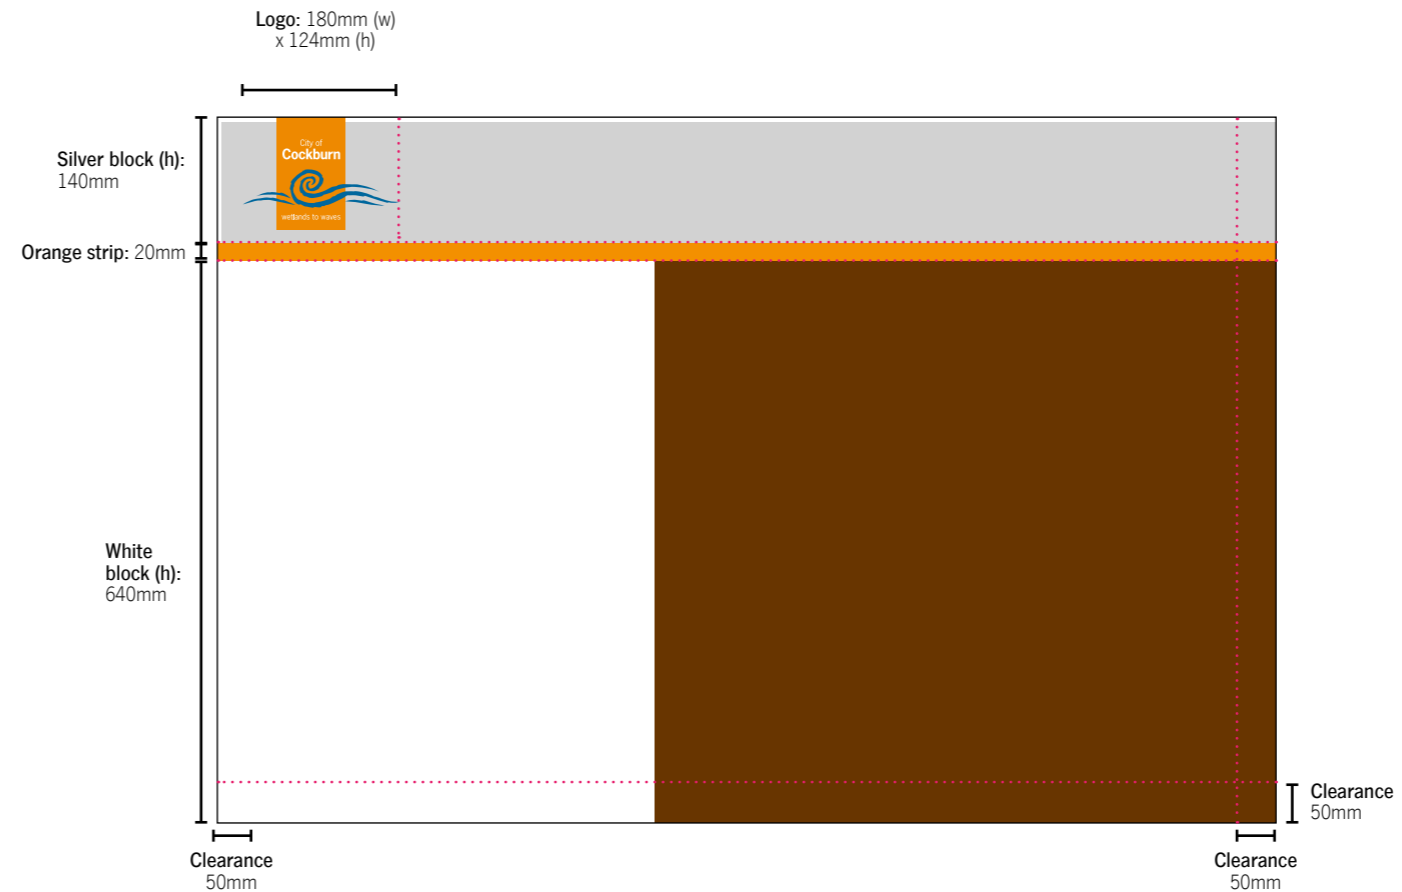 Logo: 180mm (w)
x 124mm (h)
City of
Cockburn
wetlands to waves
Silver block (h):
140mm
Orange strip: 20mm
White
block (h):
640mm
Clearance
50mm
Clearance
50mm
Clearance
50mm